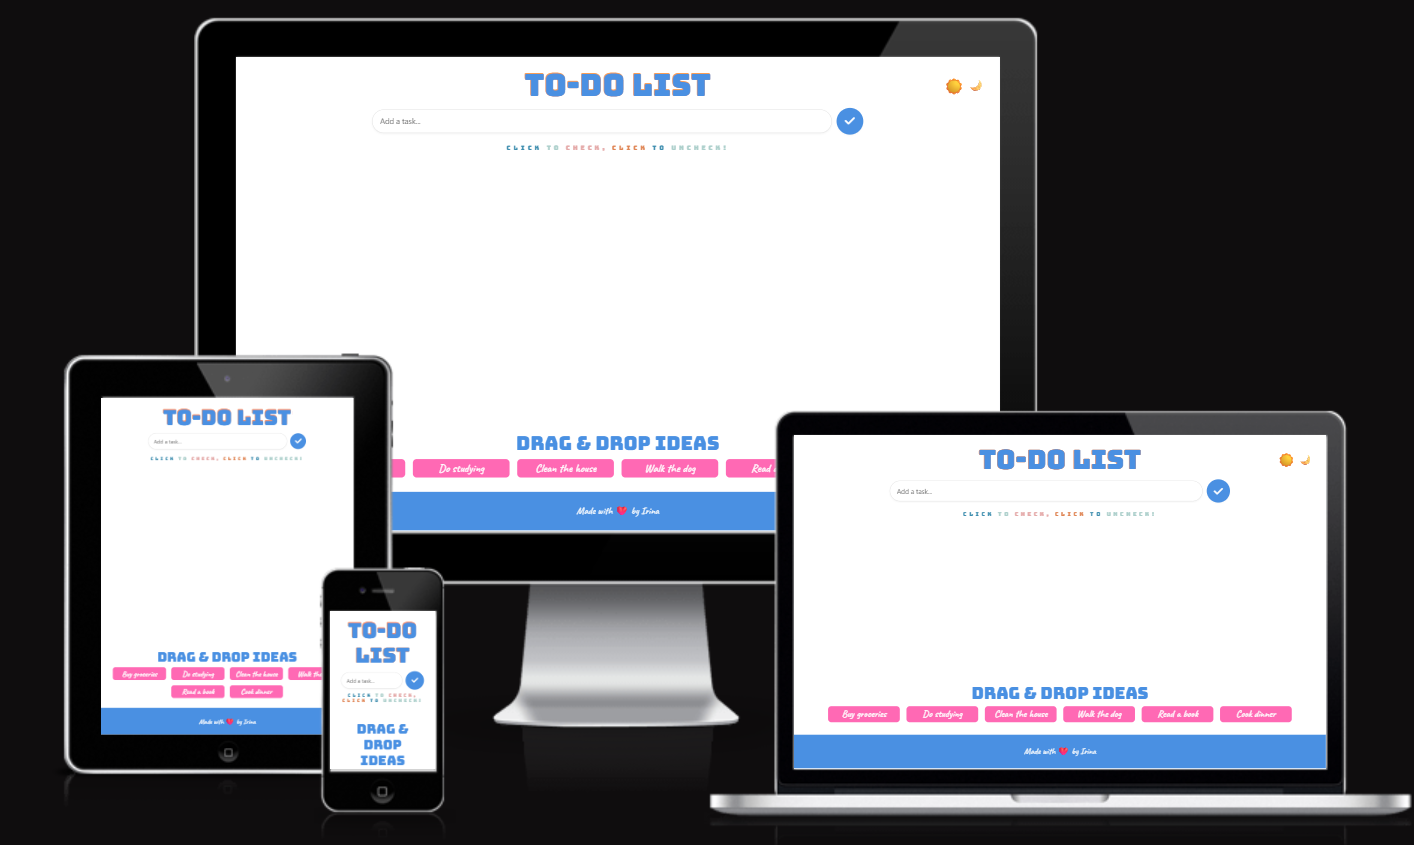 TO-DO LIST
Add a task...
CLICK TO CHECK, CLICK TO UNCHECK!
DRAG & DROP IDEAS
Do studying
Clean the house
Walk the dog
Read
Made with ❤️ by Irina
TO-DO LIST
Add a task...
CLICK TO CHECK, CLICK TO UNCHECK!
DRAG & DROP IDEAS
Buy groceries
Do studying
Clean the house
Walk the
Read a book
Cook dinner
Made with ❤️ by Irina
TO-DO
LIST
Add a task...
CLICK TO CHECK,
CLICK TO UNCHECK!
DRAG &
DROP
IDEAS
TO-DO LIST
Add a task...
CLICK TO CHECK, CLICK TO UNCHECK!
DRAG & DROP IDEAS
Buy groceries
Do studying
Clean the house
Walk the dog
Read a book
Cook dinner
Made with ❤️ by Irina